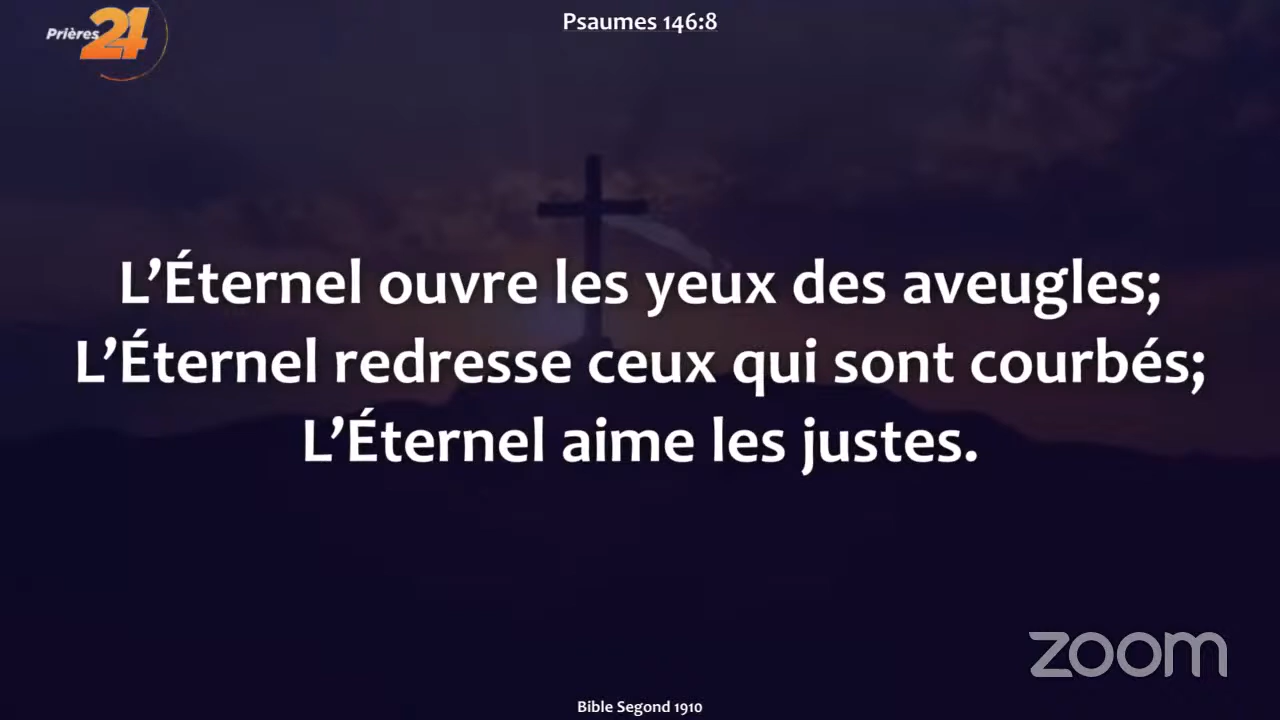 Prières 21
Psaumes 146:8
L’Éternel ouvre les yeux des aveugles;
L’Éternel redresse ceux qui sont courbés;
L’Éternel aime les justes.
zoom
Bible Segond 1910